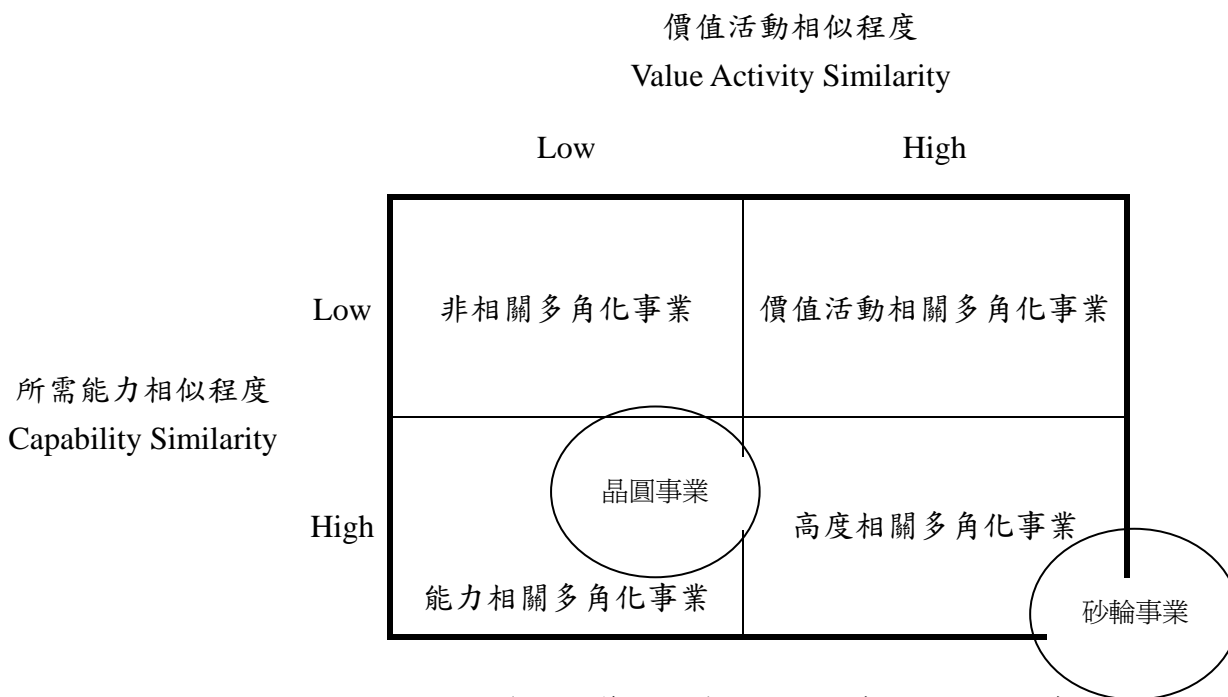 價值活動相似程度
Value Activity Similarity
Low High
Low 非相關多角化事業 價值活動相關多角化事業
所需能力相似程度
Capability Similarity
晶圓事業
High 高度相關多角化事業
能力相關多角化事業
砂輪事業